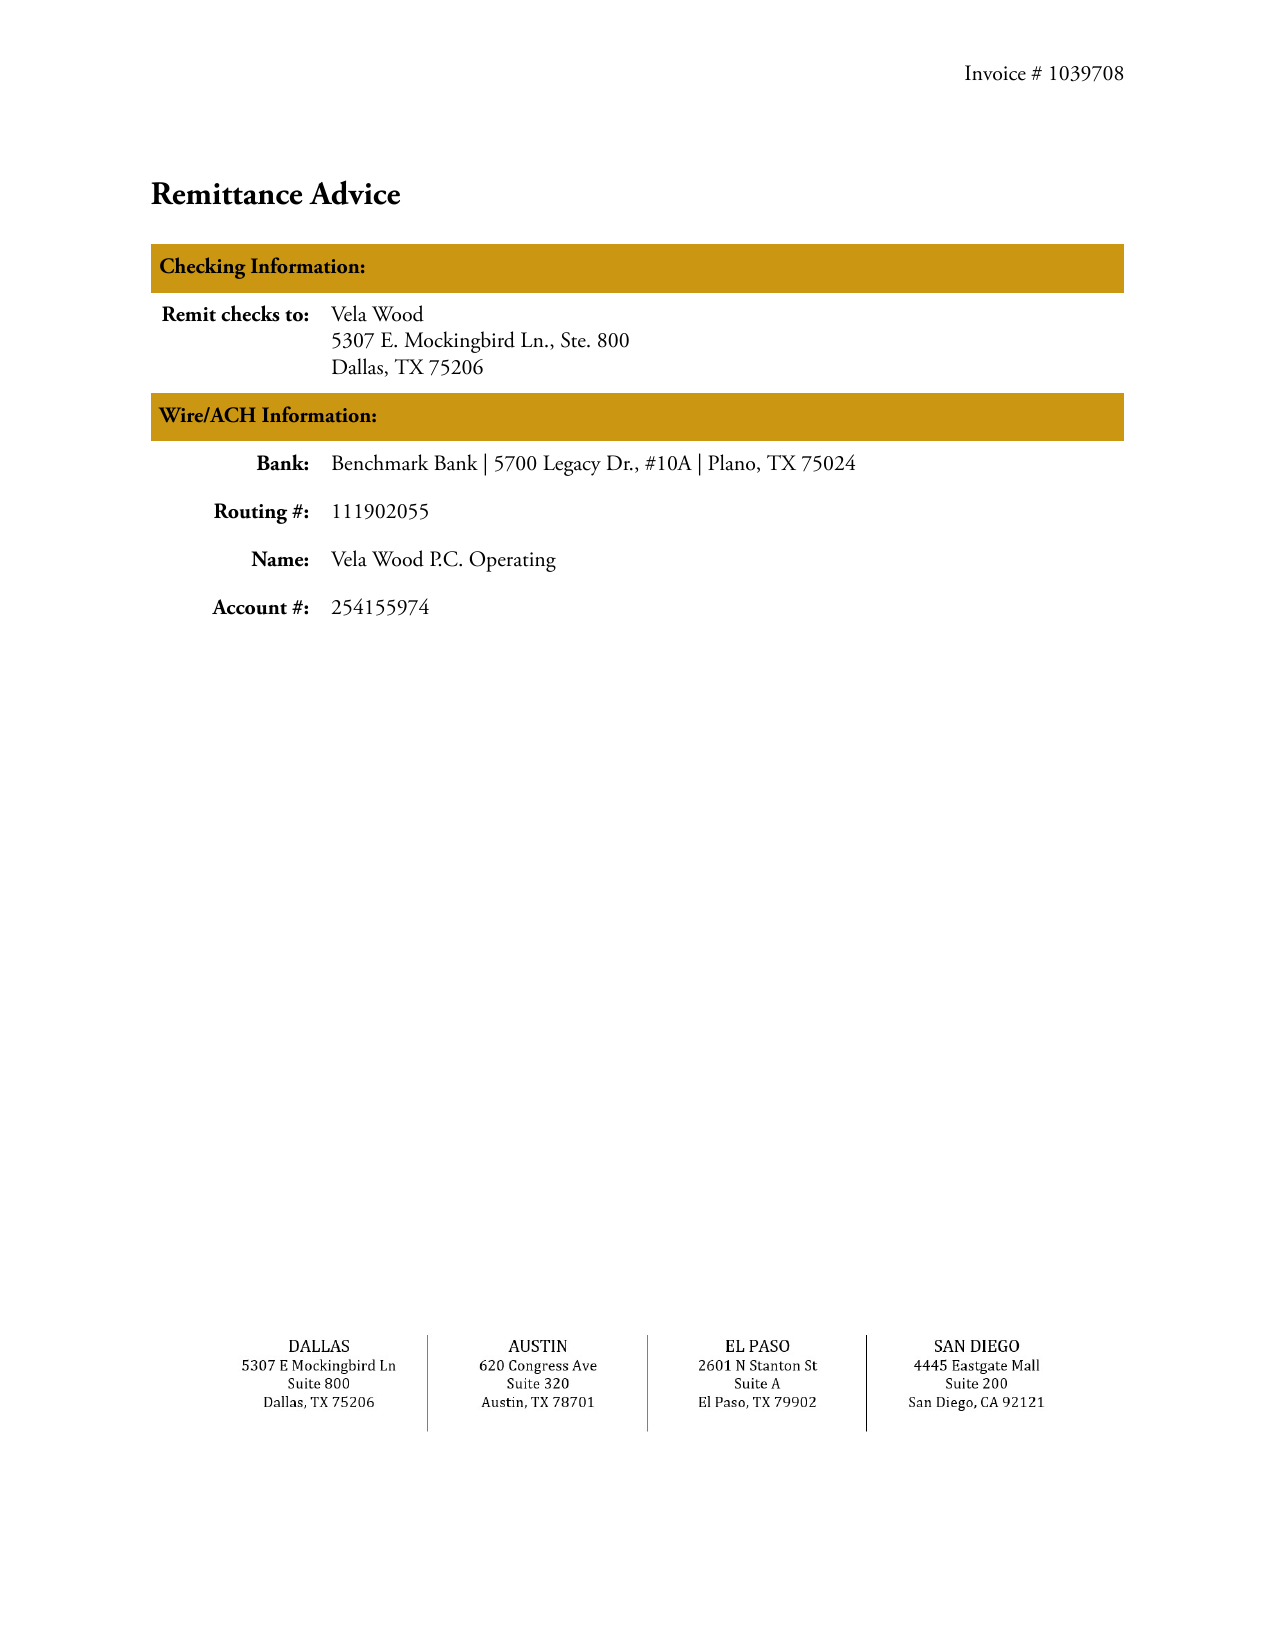 Invoice # 1039708
Remittance Advice
Checking Information:
Remit checks to: Vela Wood
5307 E. Mockingbird Ln., Ste. 800
Dallas, TX 75206
Wire/ACH Information:
Bank: Benchmark Bank | 5700 Legacy Dr., #10A | Plano, TX 75024
Routing #: 111902055
Name: Vela Wood P.C. Operating
Account #: 254155974
DALLAS
5307 E Mockingbird Ln
Suite 800
Dallas, TX 75206
AUSTIN
620 Congress Ave
Suite 320
Austin, TX 78701
EL PASO
2601 N Stanton St
Suite A
El Paso, TX 79902
SAN DIEGO
4445 Eastgate Mall
Suite 200
San Diego, CA 92121